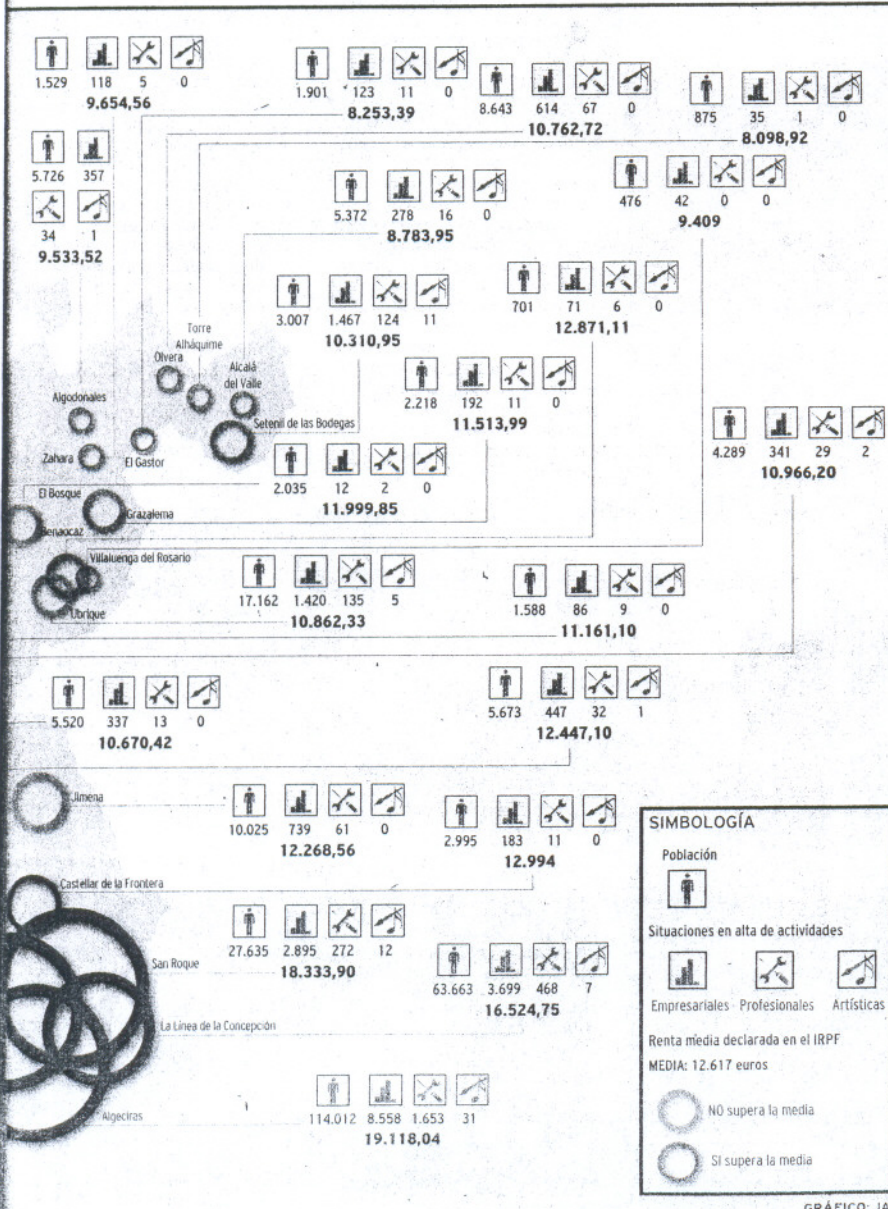 1.529 118 5 0
9.654,56
1.901 123 11 0
8.253,39
8.643 614 67 0
10.762,72
875 35 1 0
8.098,92
5.726 357
34 1
9.533,52
5.372 278 16 0
8.783,95
476 42 0 0
9.409
3.007 1.467 124 11
10.310,95
701 71 6 0
12.871,11
Torre
Alháquime
Olvera
Alcalá
del Valle
Algodonales
Setenil de las Bodegas
Zahara
El Gastor
2.218 192 11 0
11.513,99
4.289 341 29 2
10.966,20
2.035 12 2 0
11.999,85
El Bosque
Grazalema
Benaocaz
Villaluenga del Rosario
Ubrique
17.162 1.420 135 5
10.862,33
1.588 86 9 0
11.161,10
5.520 337 13 0
10.670,42
5.673 447 32 1
12.447,10
Jimena
10.025 739 61 0
12.268,56
2.995 183 11 0
12.994
Castellar de la Frontera
San Roque
27.635 2.895 272 12
18.333,90
63.663 3.699 468 7
16.524,75
La Línea de la Concepción
Algeciras
114.012 8.558 1.653 31
19.118,04
SIMBOLOGÍA
Población
Situaciones en alta de actividades
Empresariales Profesionales Artísticas
Renta media declarada en el IRPF
MEDIA: 12.617 euros
NO supera la media
SI supera la media
GRÁFICO: JA